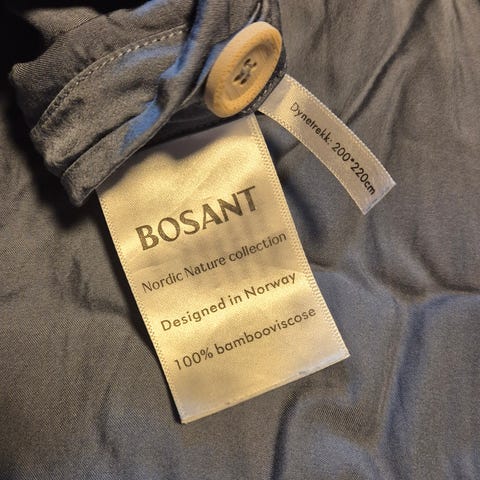 BOSANT
Nordic Nature collection
Designed in Norway
100% bambooviscose
Dynetrekk: 200*220cm